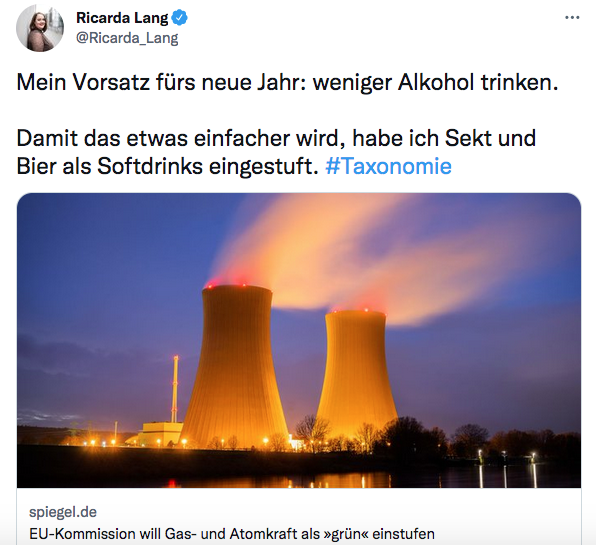 Ricarda Lang
@Ricarda_Lang
Mein Vorsatz fürs neue Jahr: weniger Alkohol trinken.
Damit das etwas einfacher wird, habe ich Sekt und
Bier als Softdrinks eingestuft. #Taxonomie
spiegel.de
EU-Kommission will Gas- und Atomkraft als »grün« einstufen